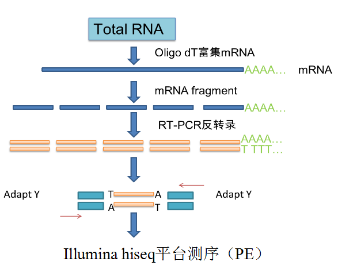 Total RNA
Oligo dT富集mRNA
AAAA... mRNA
mRNA fragment
AAAA...
RT-PCR反转录
AAAA...
T TTT...
Adapt Y T A Adapt Y
A T
Illumina hiseq平台测序（PE）